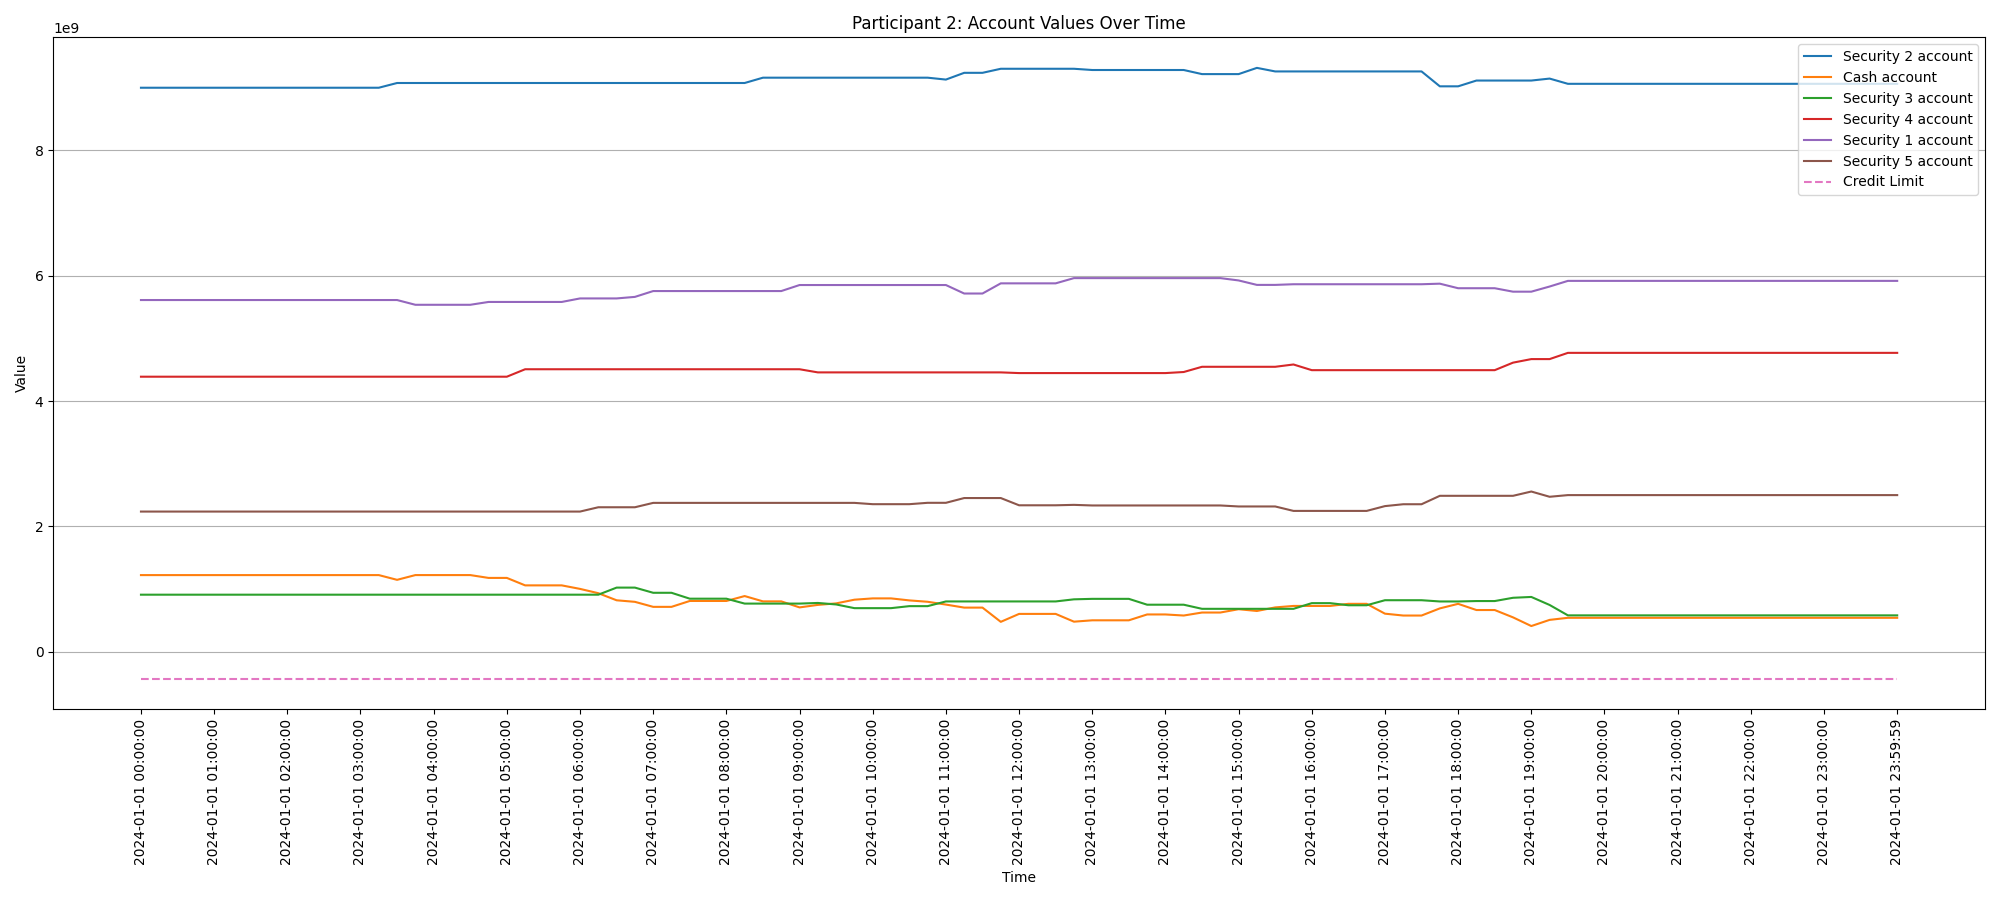 Participant 2: Account Values Over Time
1e9
Security 2 account
Cash account
Security 3 account
Security 4 account
Security 1 account
Security 5 account
Credit Limit
8
6
4
2
0
Value
2024-01-01 00:00:00
2024-01-01 01:00:00
2024-01-01 02:00:00
2024-01-01 03:00:00
2024-01-01 04:00:00
2024-01-01 05:00:00
2024-01-01 06:00:00
2024-01-01 07:00:00
2024-01-01 08:00:00
2024-01-01 09:00:00
2024-01-01 10:00:00
2024-01-01 11:00:00
2024-01-01 12:00:00
2024-01-01 13:00:00
2024-01-01 14:00:00
2024-01-01 15:00:00
2024-01-01 16:00:00
2024-01-01 17:00:00
2024-01-01 18:00:00
2024-01-01 19:00:00
2024-01-01 20:00:00
2024-01-01 21:00:00
2024-01-01 22:00:00
2024-01-01 23:00:00
2024-01-01 23:59:59
Time